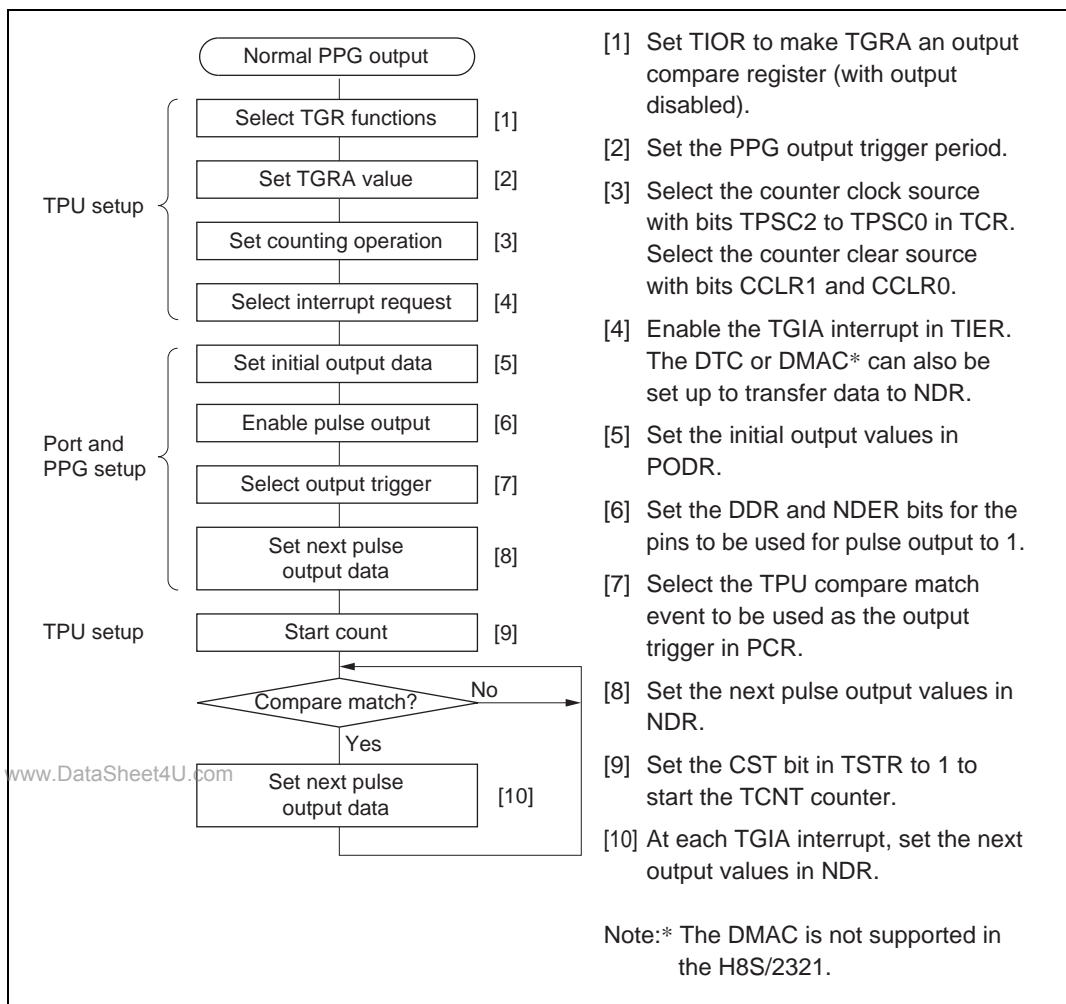 Normal PPG output
Select TGR functions [1]
Set TGRA value [2]
TPU setup
Set counting operation [3]
Select interrupt request [4]
Set initial output data [5]
Enable pulse output [6]
Port and
PPG setup
Select output trigger [7]
Set next pulse
output data
[8]
TPU setup
Start count [9]
Compare match?
No
Yes
www.DataSheet4U.com
Set next pulse
output data
[10]
[1] Set TIOR to make TGRA an output
compare register (with output
disabled).
[2] Set the PPG output trigger period.
[3] Select the counter clock source
with bits TPSC2 to TPSC0 in TCR.
Select the counter clear source
with bits CCLR1 and CCLR0.
[4] Enable the TGIA interrupt in TIER.
The DTC or DMAC* can also be
set up to transfer data to NDR.
[5] Set the initial output values in
PODR.
[6] Set the DDR and NDER bits for the
pins to be used for pulse output to 1.
[7] Select the TPU compare match
event to be used as the output
trigger in PCR.
[8] Set the next pulse output values in
NDR.
[9] Set the CST bit in TSTR to 1 to
start the TCNT counter.
[10] At each TGIA interrupt, set the next
output values in NDR.
Note:* The DMAC is not supported in
the H8S/2321.